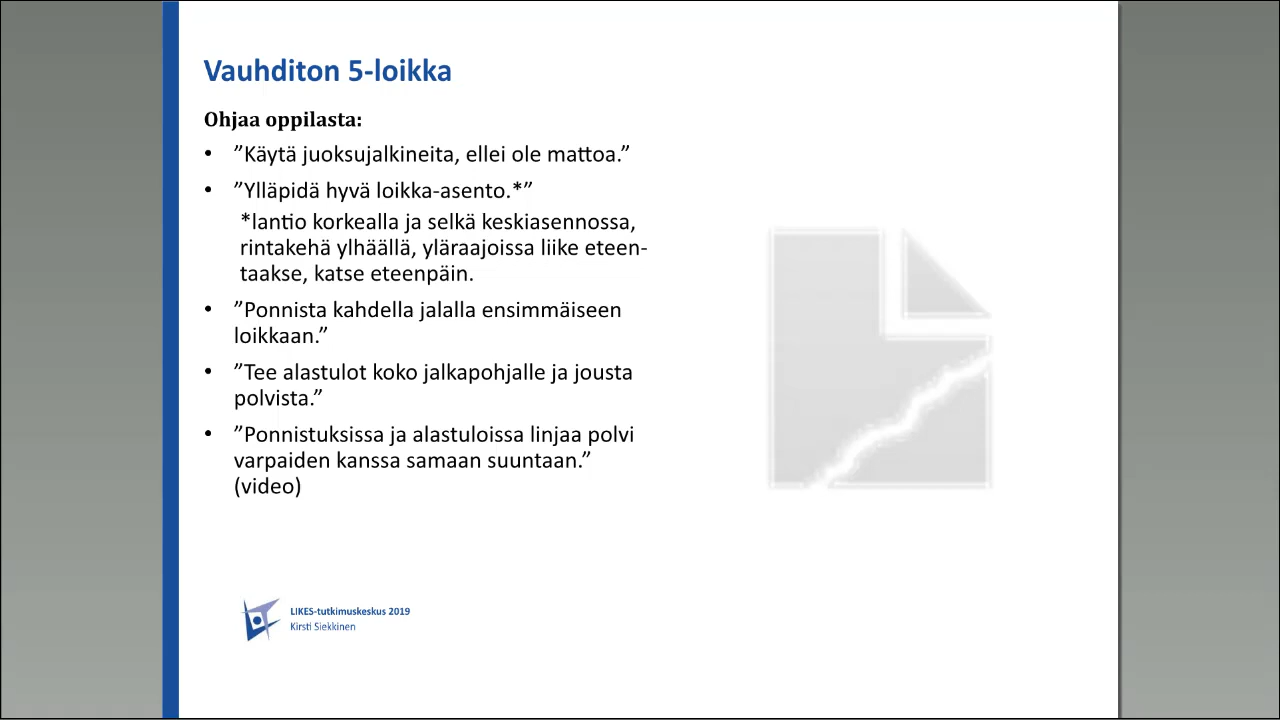 Vauhditon 5-loikka
Ohjaa oppilasta:
• ”Käytä juoksujalkineita, ellei ole mattoa.”
• ”Ylläpidä hyvä loikka-asento.*”
*lantio korkealla ja selkä keskiasennossa,
rintakehä ylhäällä, yläraajoissa liike eteen-
taakse, katse eteenpäin.
• ”Ponnista kahdella jalalla ensimmäiseen
loikkaan.”
• ”Tee alastulot koko jalkapohjalle ja jousta
polvista.”
• ”Ponnistuksissa ja alastuloissa linjaa polvi
varpaiden kanssa samaan suuntaan.”
(video)
LIKES-tutkimuskeskus 2019
Kirsti Siekkinen